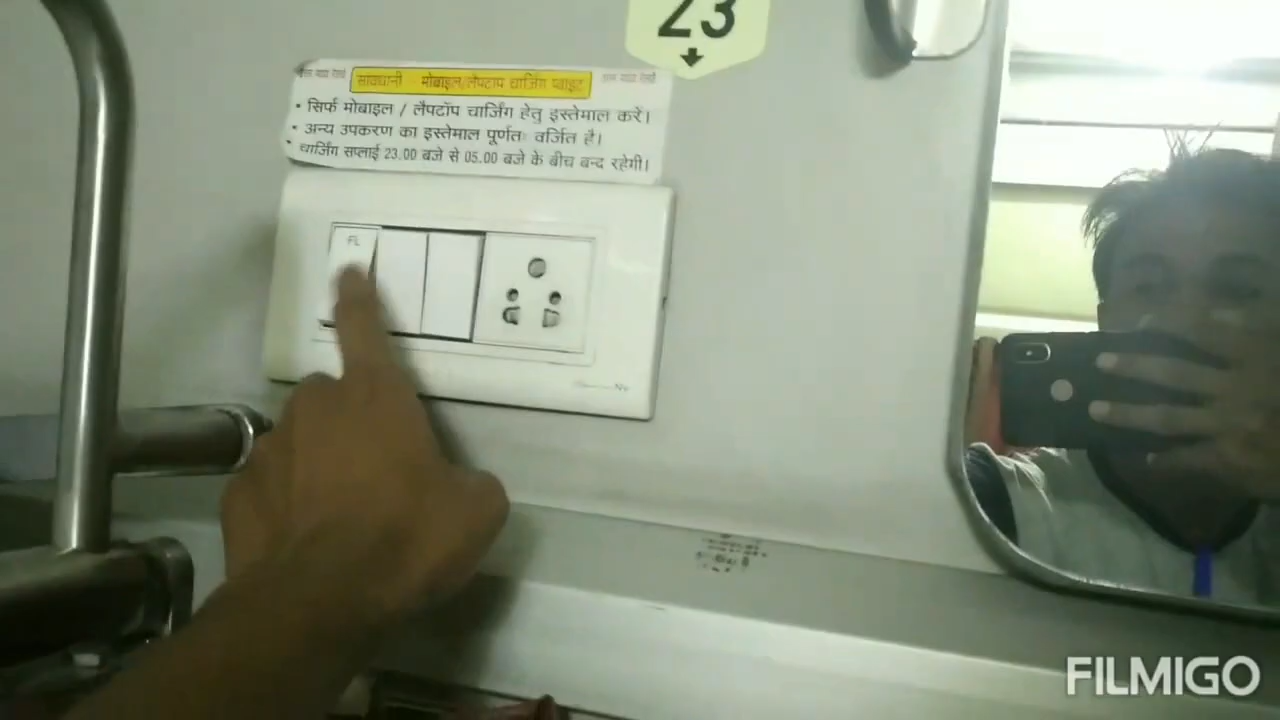 23
सावधानी मोबाइल/लैपटाप चार्जिंग प्वाइंट
• सिर्फ मोबाइल / लैपटॉप चार्जिंग हेतु इस्तेमाल करें।
• अन्य उपकरण का इस्तेमाल पूर्णतः वर्जित है।
• चार्जिंग सप्लाई 23.00 बजे से 05.00 बजे के बीच बन्द रहेगी।
FL
FILMIGO